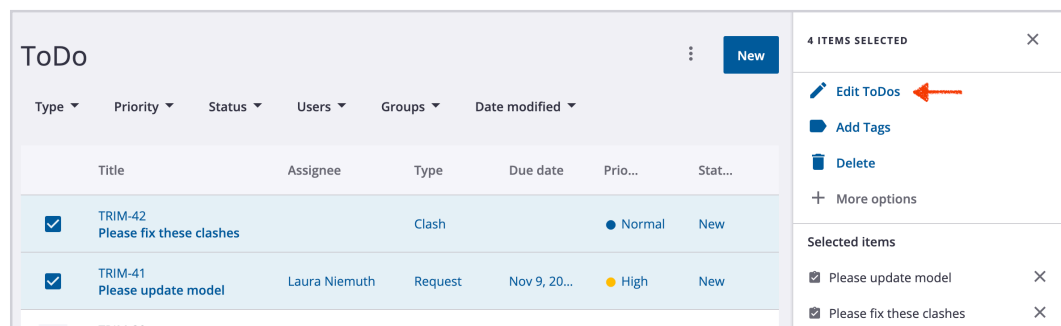 ToDo
New
Type
Priority
Status
Users
Groups
Date modified
Title Assignee Type Due date Prio... Stat...
TRIM-42
Please fix these clashes
Clash
Normal
New
TRIM-41
Please update model
Laura Niemuth
Request
Nov 9, 20...
High
New
4 ITEMS SELECTED
Edit ToDos
Add Tags
Delete
More options
Selected items
Please update model
Please fix these clashes